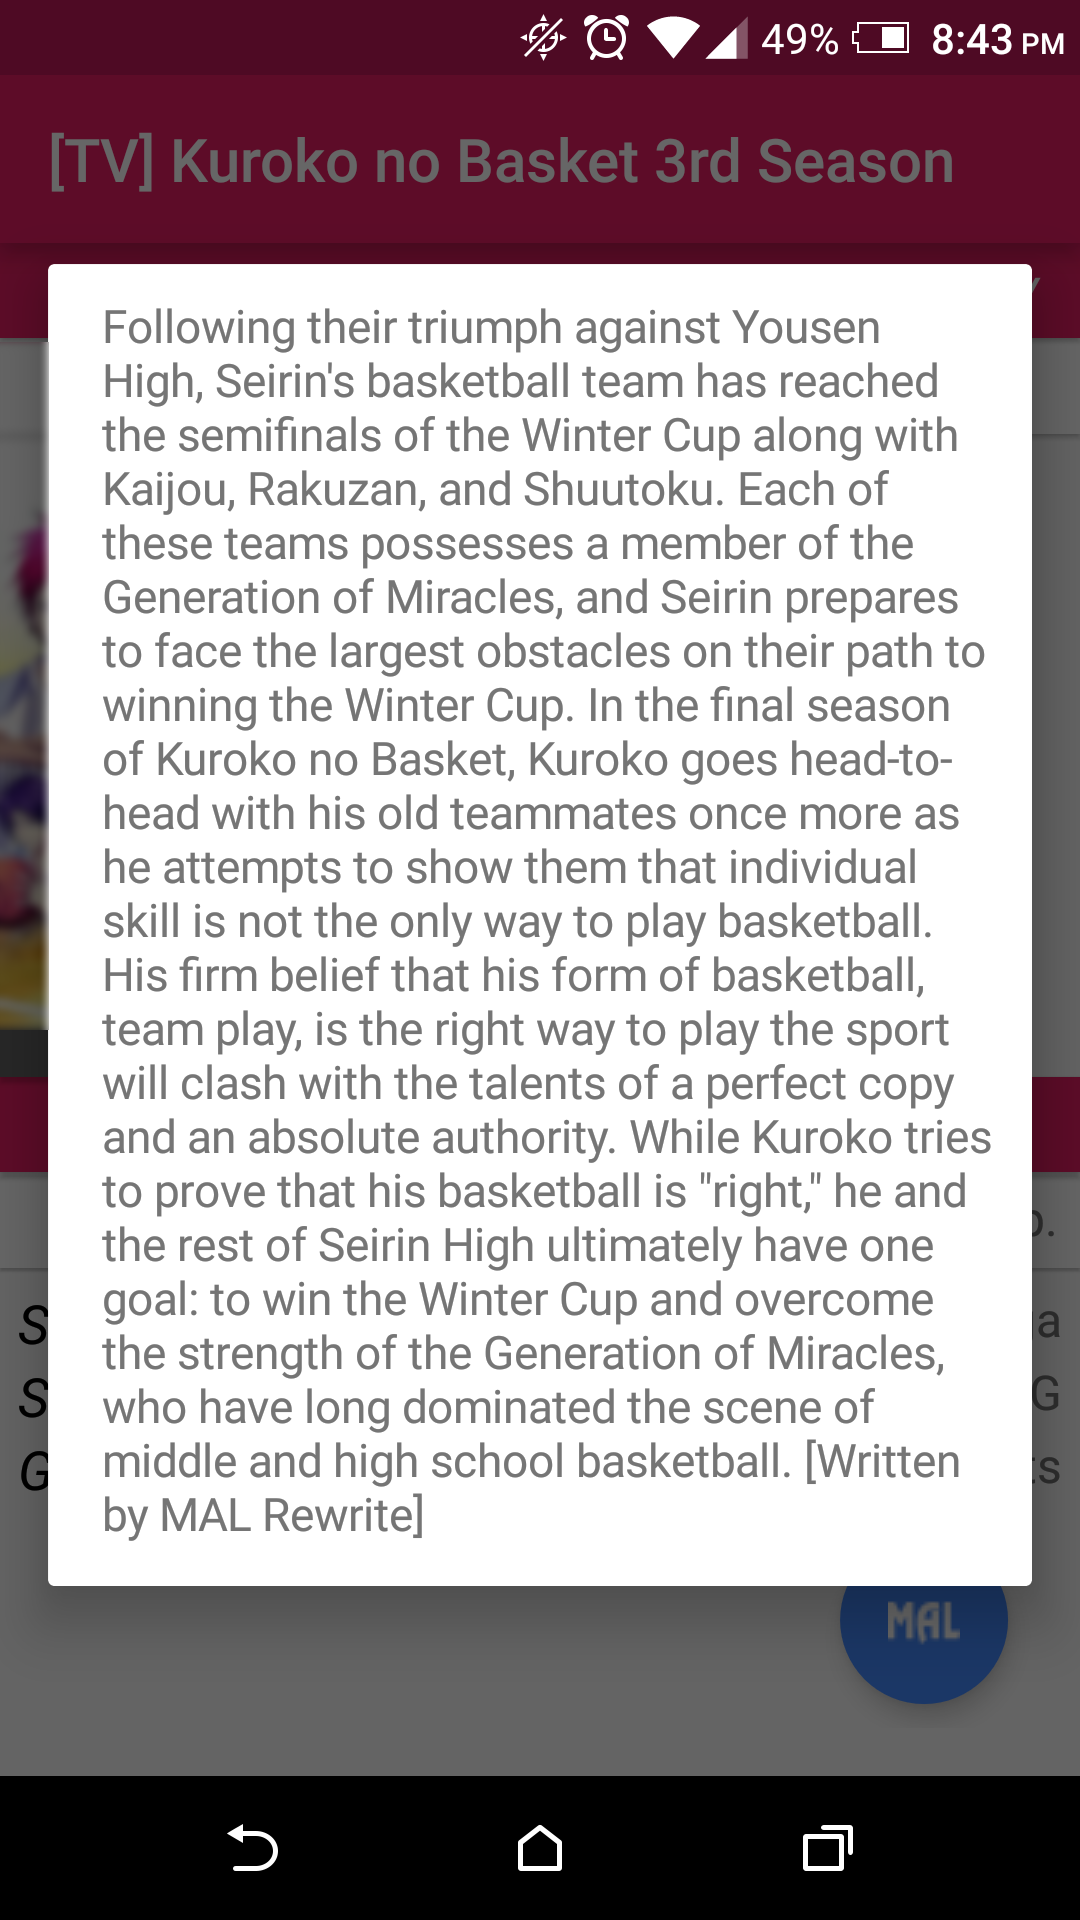 49% 8:43 PM
[TV] Kuroko no Basket 3rd Season
Following their triumph against Yousen
High, Seirin's basketball team has reached
the semifinals of the Winter Cup along with
Kaijou, Rakuzan, and Shuutoku. Each of
these teams possesses a member of the
Generation of Miracles, and Seirin prepares
to face the largest obstacles on their path to
winning the Winter Cup. In the final season
of Kuroko no Basket, Kuroko goes head-to-
head with his old teammates once more as
he attempts to show them that individual
skill is not the only way to play basketball.
His firm belief that his form of basketball,
team play, is the right way to play the sport
will clash with the talents of a perfect copy
and an absolute authority. While Kuroko tries
to prove that his basketball is "right," he and
the rest of Seirin High ultimately have one
goal: to win the Winter Cup and overcome
the strength of the Generation of Miracles,
who have long dominated the scene of
middle and high school basketball. [Written
by MAL Rewrite]
MAL